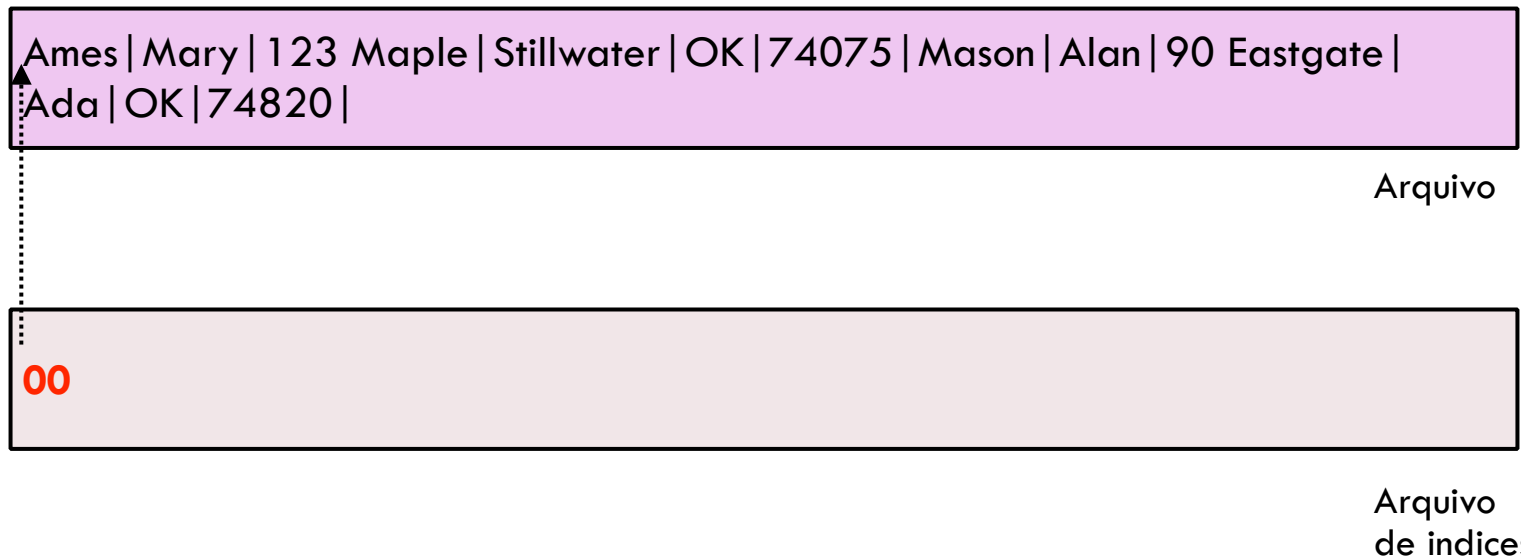 Ames|Mary|123 Maple|Stillwater|OK|74075|Mason|Alan|90 Eastgate|
Ada|OK|74820|
Arquivo
00
Arquivo
de indice